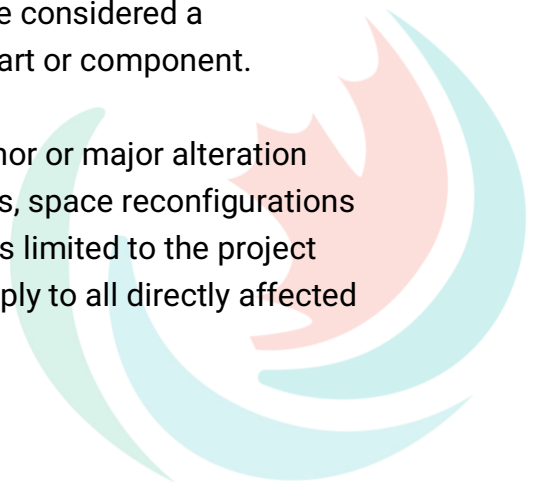 e considered a
art or component.
nor or major alteration
s, space reconfigurations
s limited to the project
ply to all directly affected